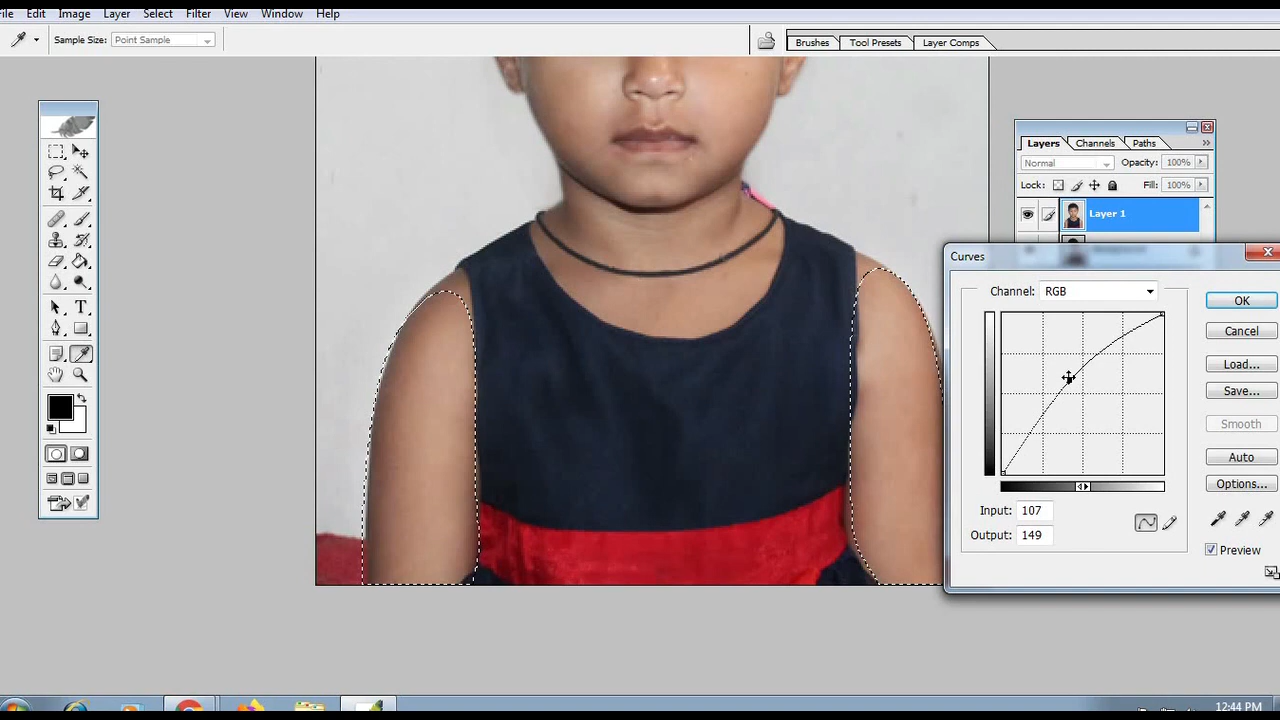 File Edit Image Layer Select Filter View Window Help
Sample Size: Point Sample
Brushes Tool Presets Layer Comps
Layers Channels Paths
Normal Opacity: 100%
Lock: Fill: 100%
Layer 1
Curves
Channel: RGB
OK
Cancel
Load...
Save...
Smooth
Auto
Options...
Input: 107
Output: 149
Preview
12:44 PM